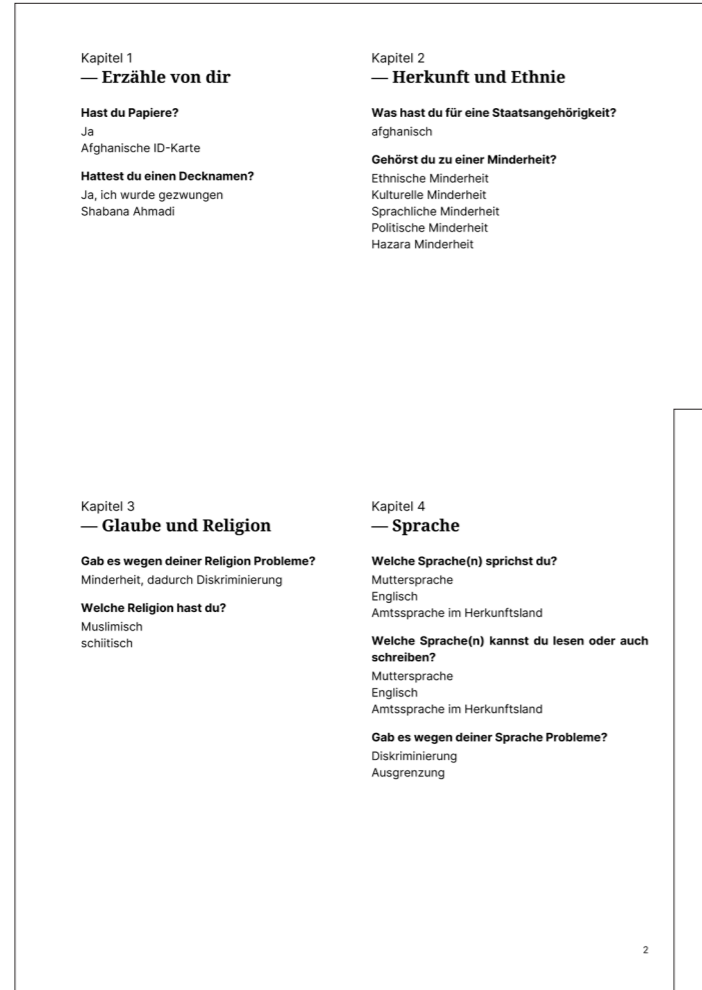 Kapitel 1
— Erzähle von dir
Hast du Papiere?
Ja
Afghanische ID-Karte
Hattest du einen Decknamen?
Ja, ich wurde gezwungen
Shabana Ahmadi
Kapitel 2
— Herkunft und Ethnie
Was hast du für eine Staatsangehörigkeit?
afghanisch
Gehörst du zu einer Minderheit?
Ethnische Minderheit
Kulturelle Minderheit
Sprachliche Minderheit
Politische Minderheit
Hazara Minderheit
Kapitel 3
— Glaube und Religion
Gab es wegen deiner Religion Probleme?
Minderheit, dadurch Diskriminierung
Welche Religion hast du?
Muslimisch
schiitisch
Kapitel 4
— Sprache
Welche Sprache(n) sprichst du?
Muttersprache
Englisch
Amtssprache im Herkunftsland
Welche Sprache(n) kannst du lesen oder auch
schreiben?
Muttersprache
Englisch
Amtssprache im Herkunftsland
Gab es wegen deiner Sprache Probleme?
Diskriminierung
Ausgrenzung
2